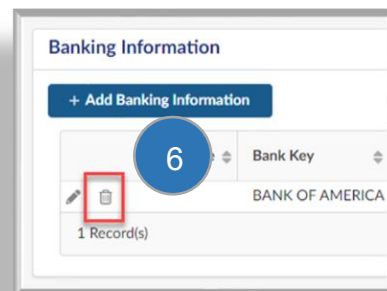 Banking Information
+ Add Banking Information
6
e Bank Key
BANK OF AMERICA
1 Record(s)